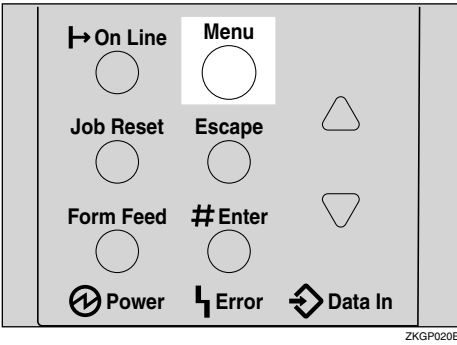 On Line Menu
Job Reset Escape
Form Feed # Enter
Power Error Data In
ZKGP020E